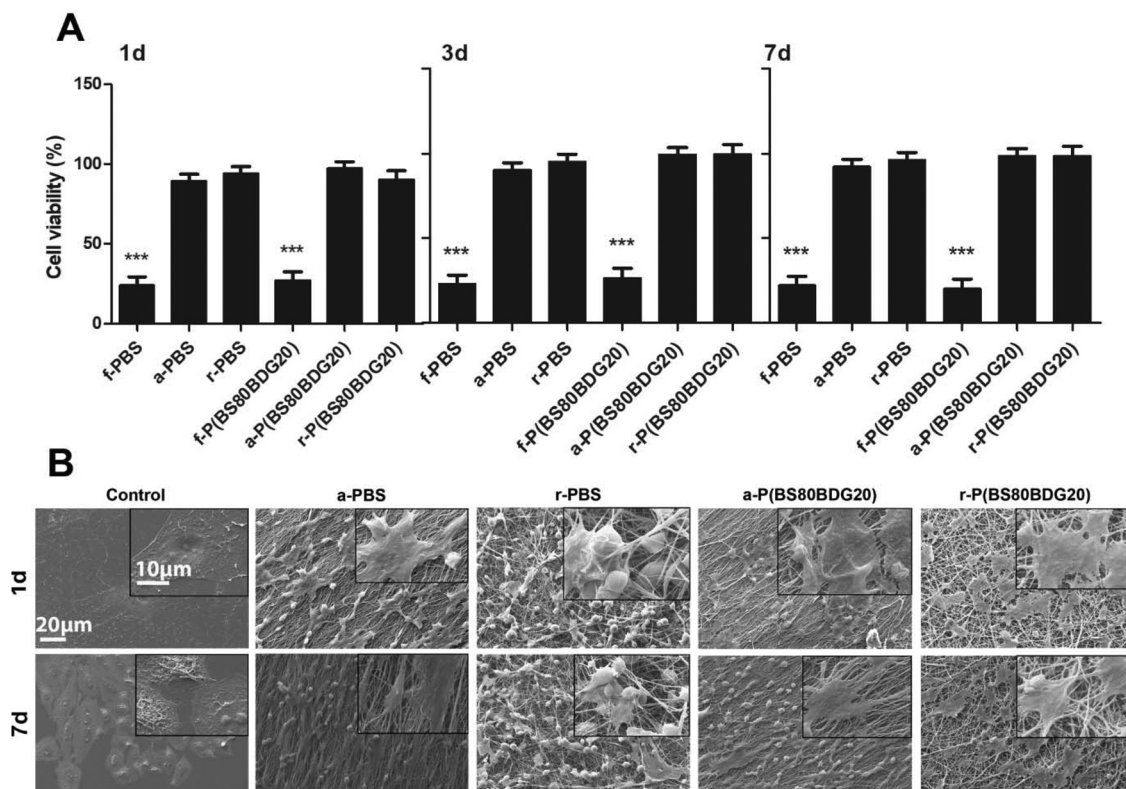 A
1d
3d
7d
Cell viability (%)
150
100
50
0
***
***
***
***
***
***
f-PBS
a-PBS
r-PBS
f-P(BS80BDG20)
a-P(BS80BDG20)
r-P(BS80BDG20)
f-PBS
a-PBS
r-PBS
f-P(BS80BDG20)
a-P(BS80BDG20)
r-P(BS80BDG20)
f-PBS
a-PBS
r-PBS
f-P(BS80BDG20)
a-P(BS80BDG20)
r-P(BS80BDG20)
B
Control
a-PBS
r-PBS
a-P(BS80BDG20)
r-P(BS80BDG20)
1d
10µm
20µm
7d